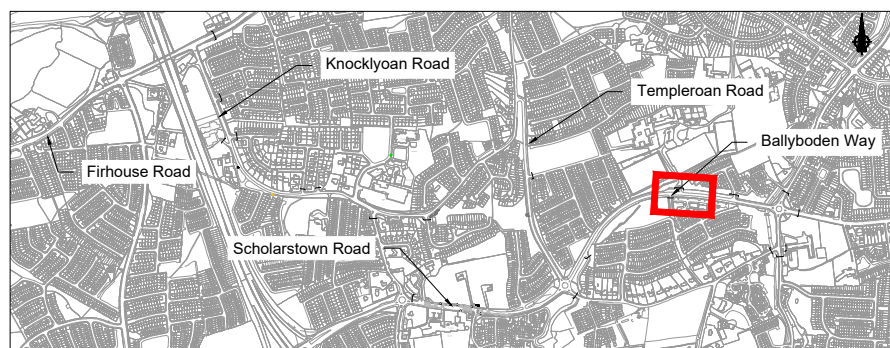 Knocklyoan Road
Templeroan Road
Ballyboden Way
Firhouse Road
Scholarstown Road